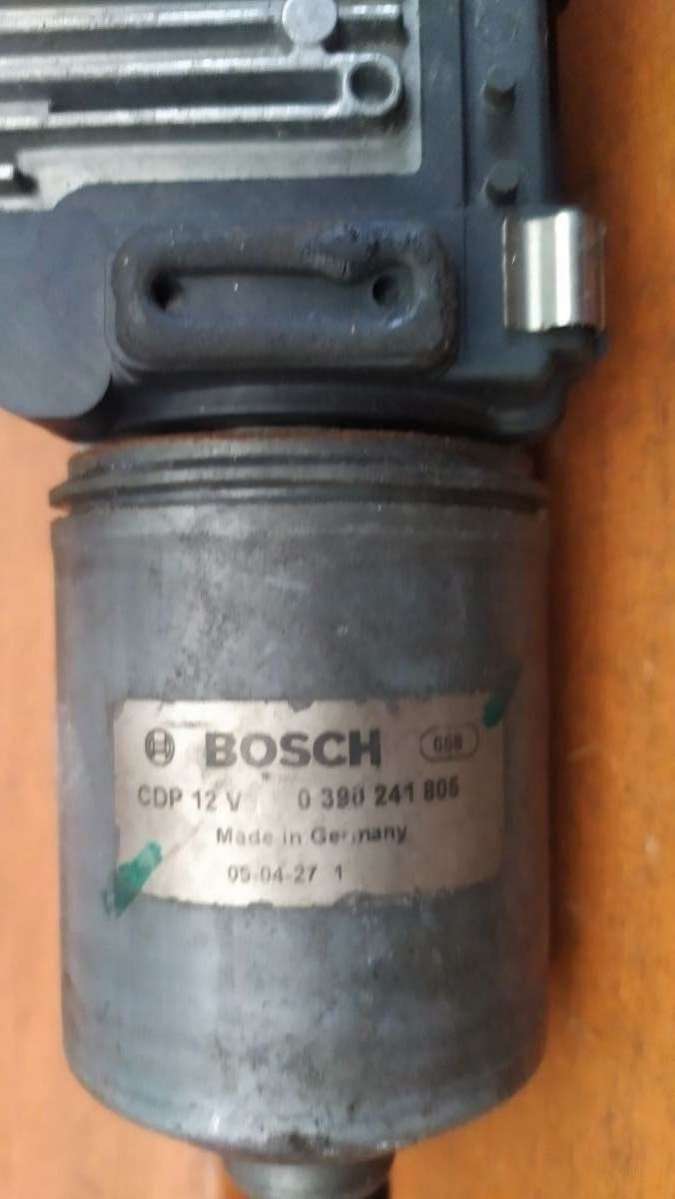 BOSCH
CDP 12 V 0 390 241 805
Made in Germany
05-04-27 1